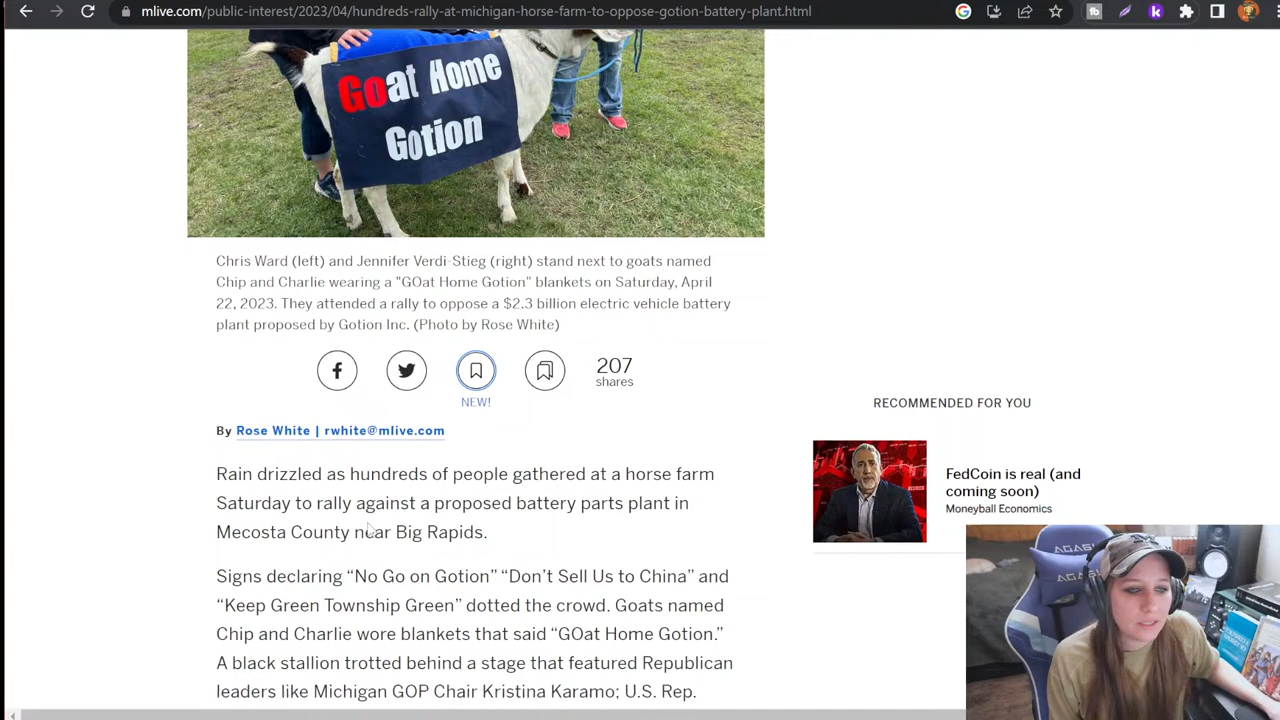 mlive.com/public-interest/2023/04/hundreds-rally-at-michigan-horse-farm-to-oppose-gotion-battery-plant.html
GOat Home
Gotion
Chris Ward (left) and Jennifer Verdi-Stieg (right) stand next to goats named
Chip and Charlie wearing a "GOat Home Gotion" blankets on Saturday, April
22, 2023. They attended a rally to oppose a $2.3 billion electric vehicle battery
plant proposed by Gotion Inc. (Photo by Rose White)
207
shares
NEW!
By Rose White | rwhite@mlive.com
RECOMMENDED FOR YOU
FedCoin is real (and
coming soon)
Moneyball Economics
Rain drizzled as hundreds of people gathered at a horse farm
Saturday to rally against a proposed battery parts plant in
Mecosta County near Big Rapids.
Signs declaring “No Go on Gotion” “Don’t Sell Us to China” and
“Keep Green Township Green” dotted the crowd. Goats named
Chip and Charlie wore blankets that said “GOat Home Gotion.”
A black stallion trotted behind a stage that featured Republican
leaders like Michigan GOP Chair Kristina Karamo; U.S. Rep.